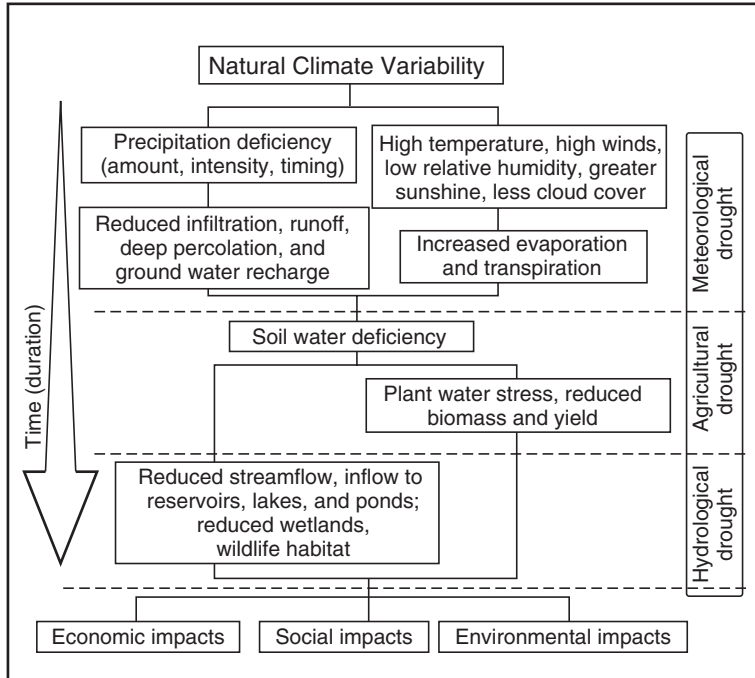 Natural Climate Variability
Precipitation deficiency
(amount, intensity, timing)
High temperature, high winds,
low relative humidity, greater
sunshine, less cloud cover
Reduced infiltration, runoff,
deep percolation, and
ground water recharge
Increased evaporation
and transpiration
Meteorological
drought
Soil water deficiency
Plant water stress, reduced
biomass and yield
Agricultural
drought
Time (duration)
Reduced streamflow, inflow to
reservoirs, lakes, and ponds;
reduced wetlands,
wildlife habitat
Hydrological
drought
Economic impacts
Social impacts
Environmental impacts